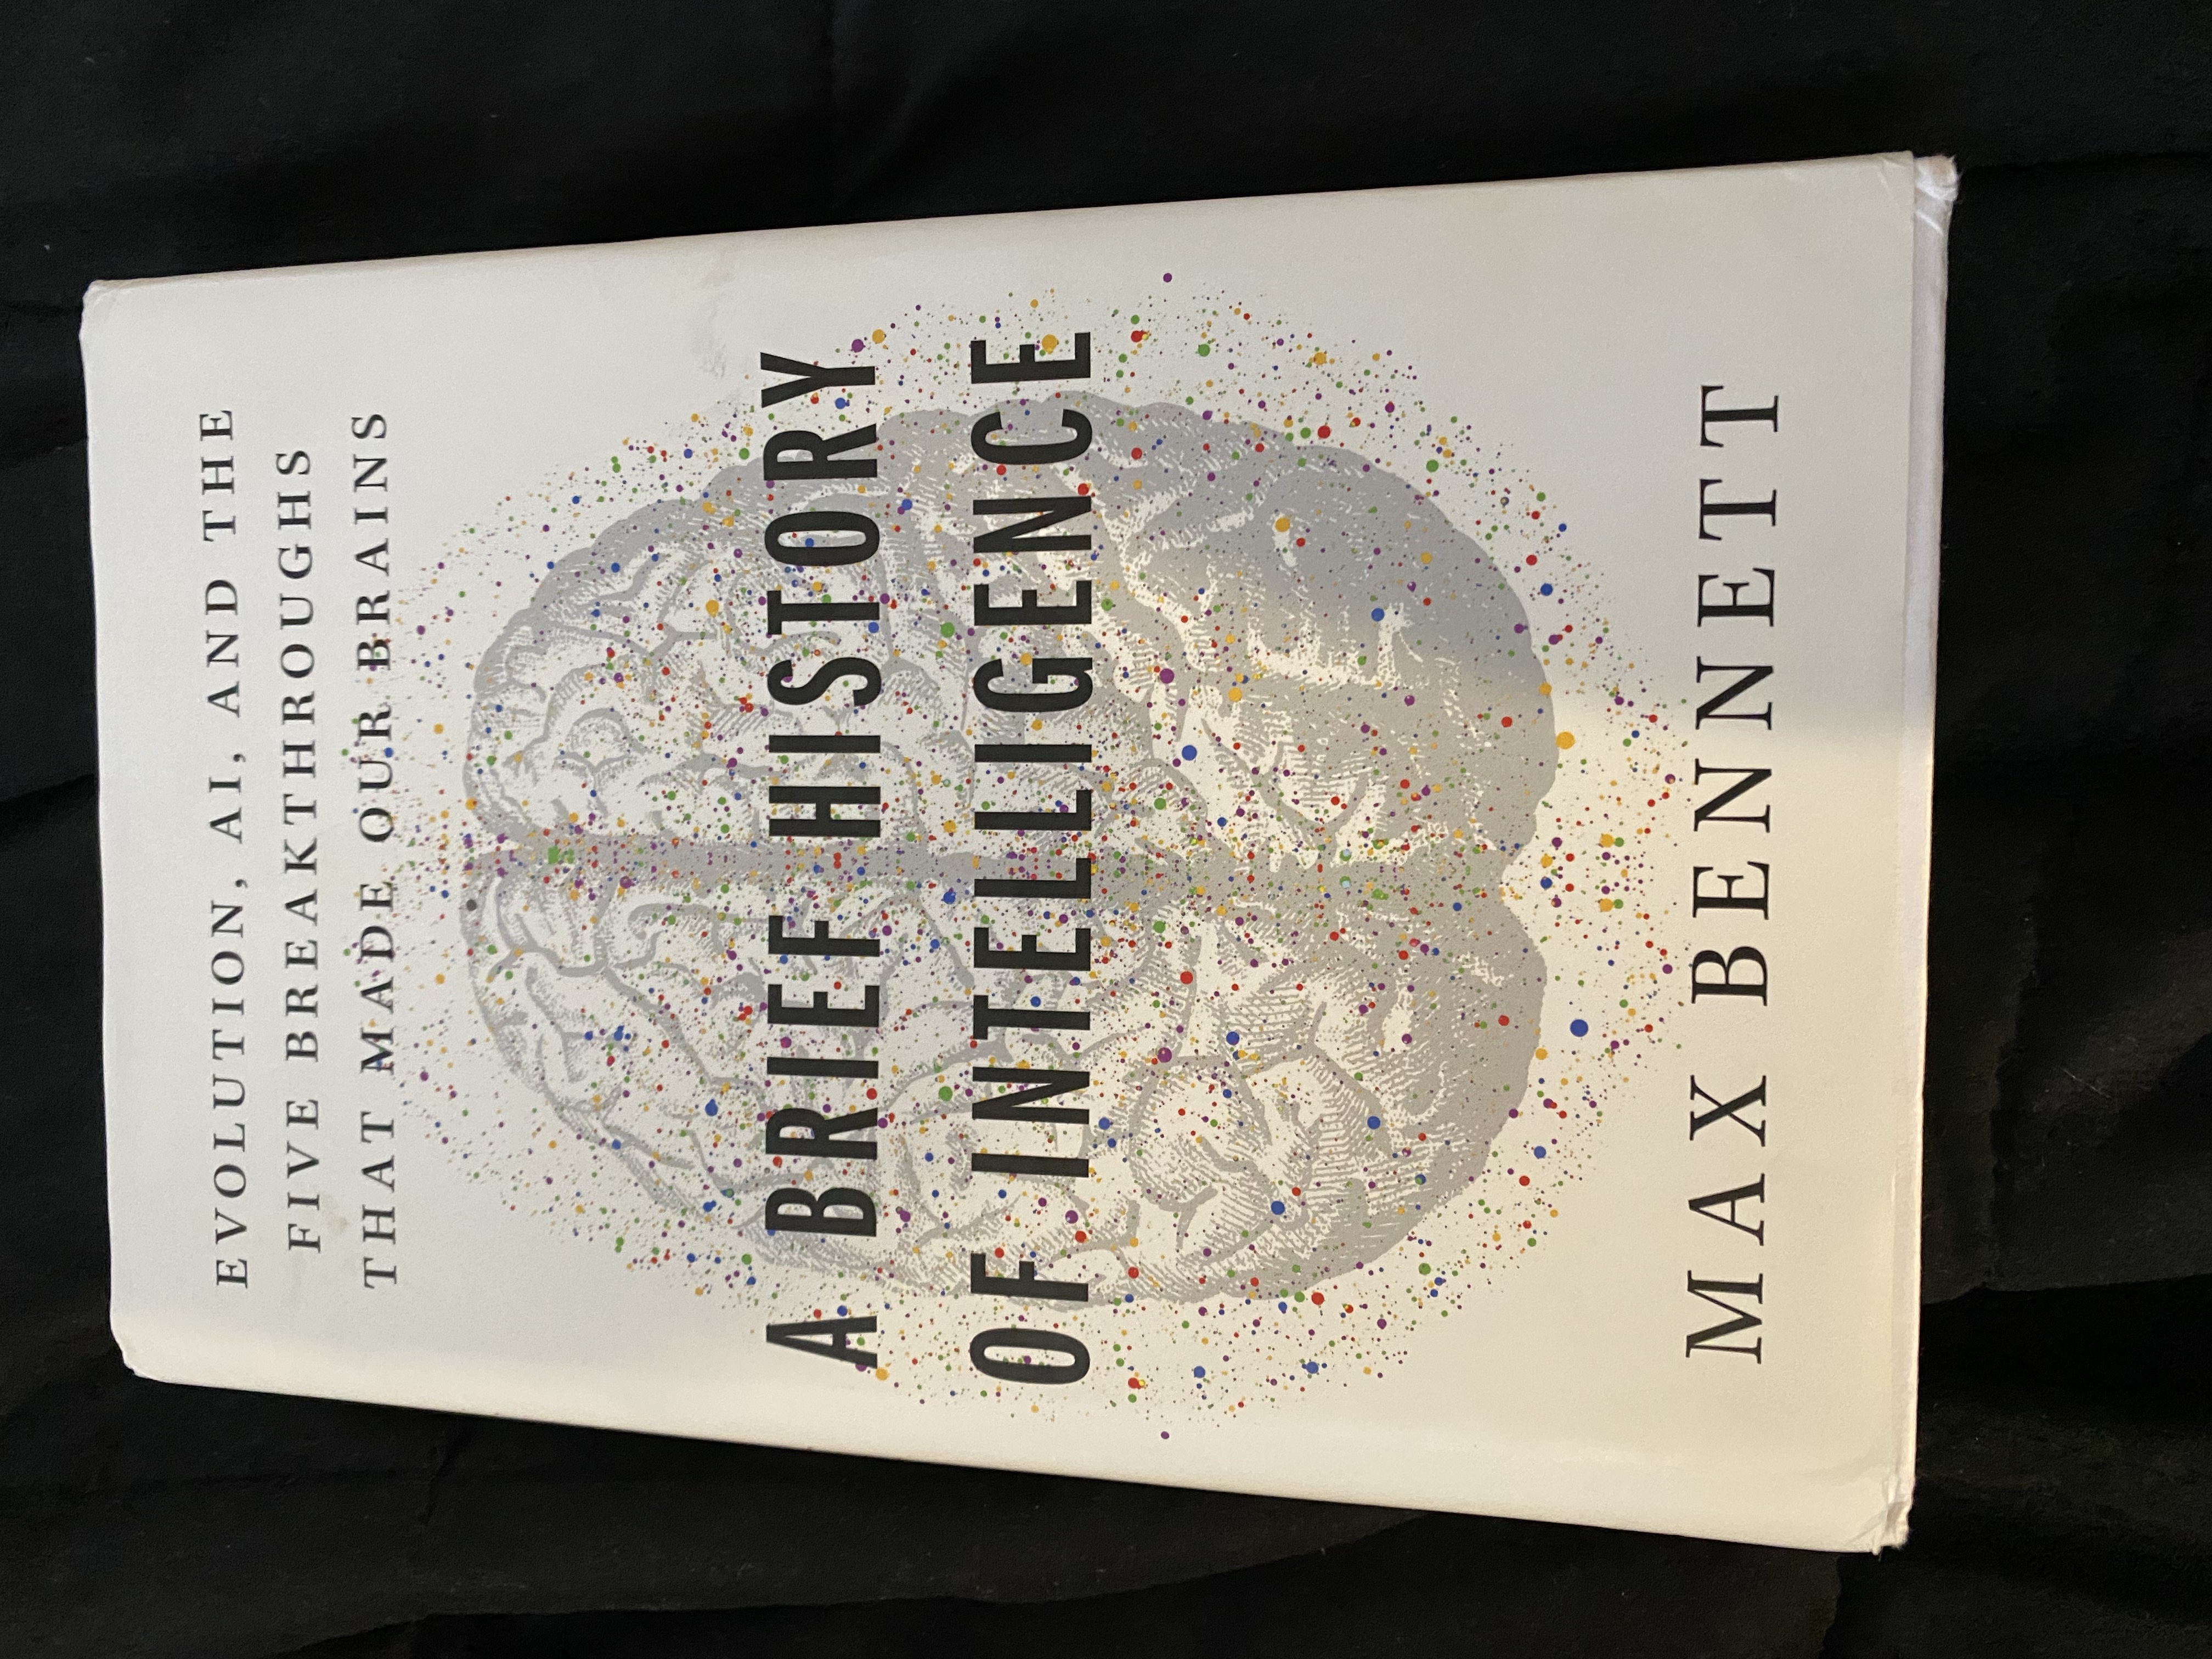 EVOLUTION, AI, AND THE
FIVE BREAKTHROUGHS
THAT MADE OUR BRAINS
A BRIEF HISTORY
OF INTELLIGENCE
MAX BENNETT